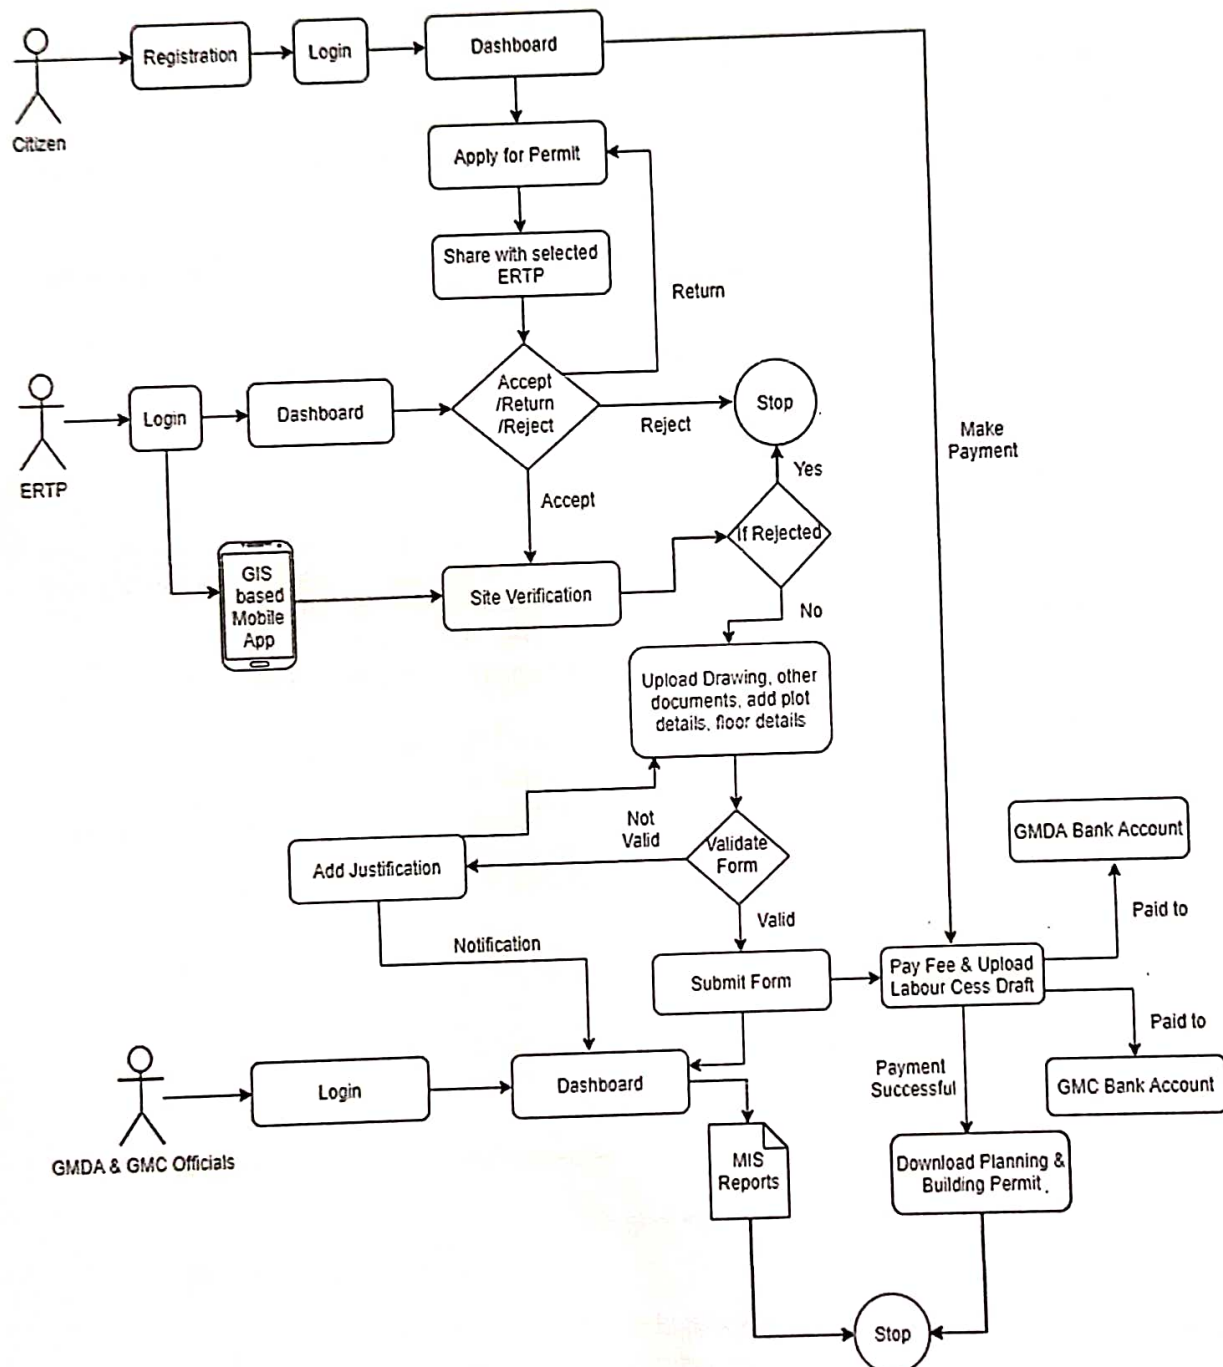 Registration
Login
Dashboard
Citizen
Apply for Permit
Share with selected
ERTP
Return
Accept
/Return
/Reject
Reject
Stop
Login
Dashboard
ERTP
Accept
Yes
If Rejected
No
Make
Payment
GIS
based
Mobile
App
Site Verification
Upload Drawing, other
documents, add plot
details, floor details
Not
Valid
Validate
Form
Add Justification
Valid
GMDA Bank Account
Paid to
Notification
Submit Form
Pay Fee & Upload
Labour Cess Draft
Paid to
Login
Dashboard
Payment
Successful
GMC Bank Account
GMDA & GMC Officials
MIS
Reports
Download Planning &
Building Permit
Stop